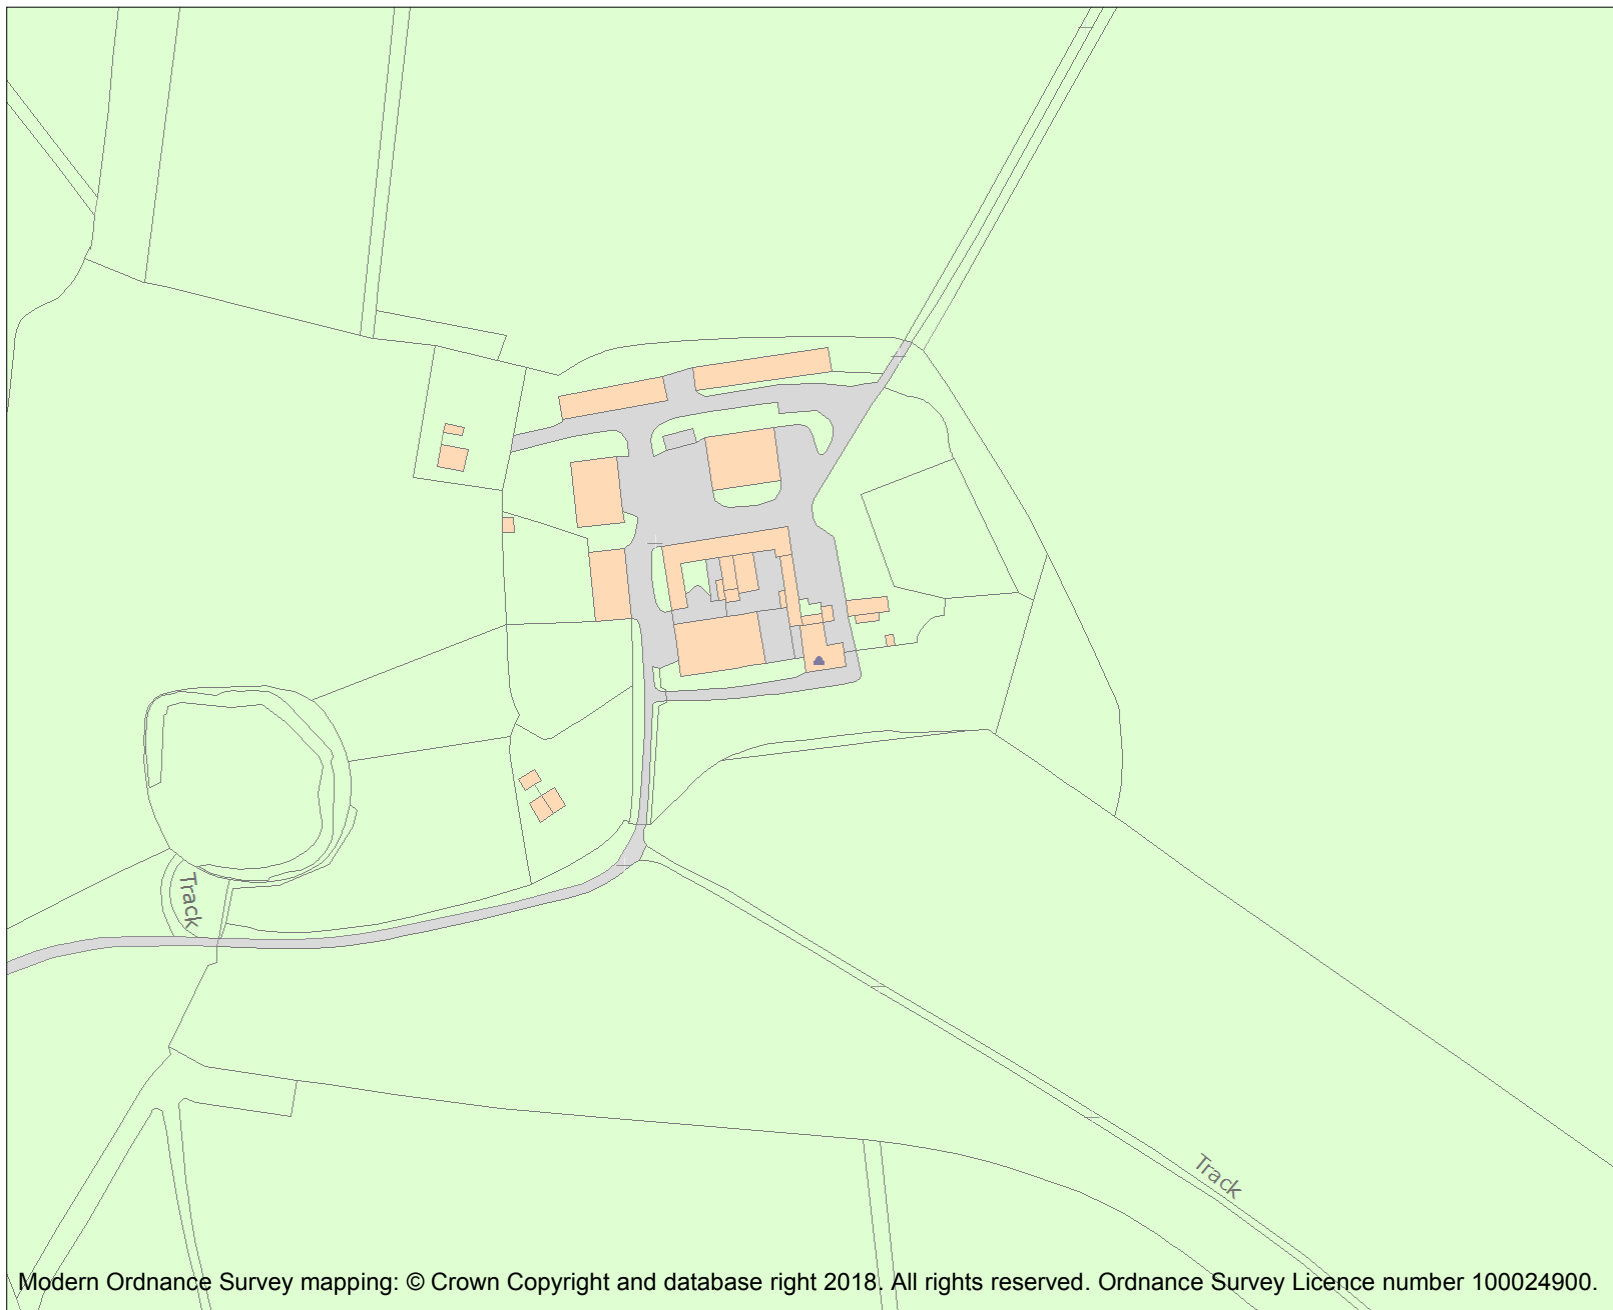 Track
Track
Modern Ordnance Survey mapping: © Crown Copyright and database right 2018. All rights reserved. Ordnance Survey Licence number 100024900.